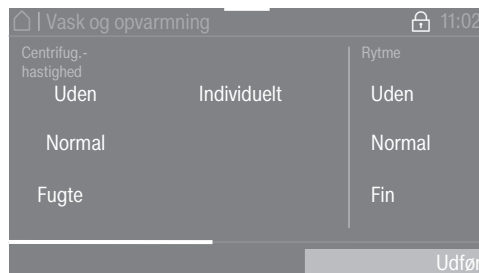 | Vask og opvarmning 11:02
Centrifug.-
hastighed
Uden Individuelt
Normal
Fugte
Rytme
Uden
Normal
Fin
Udfør